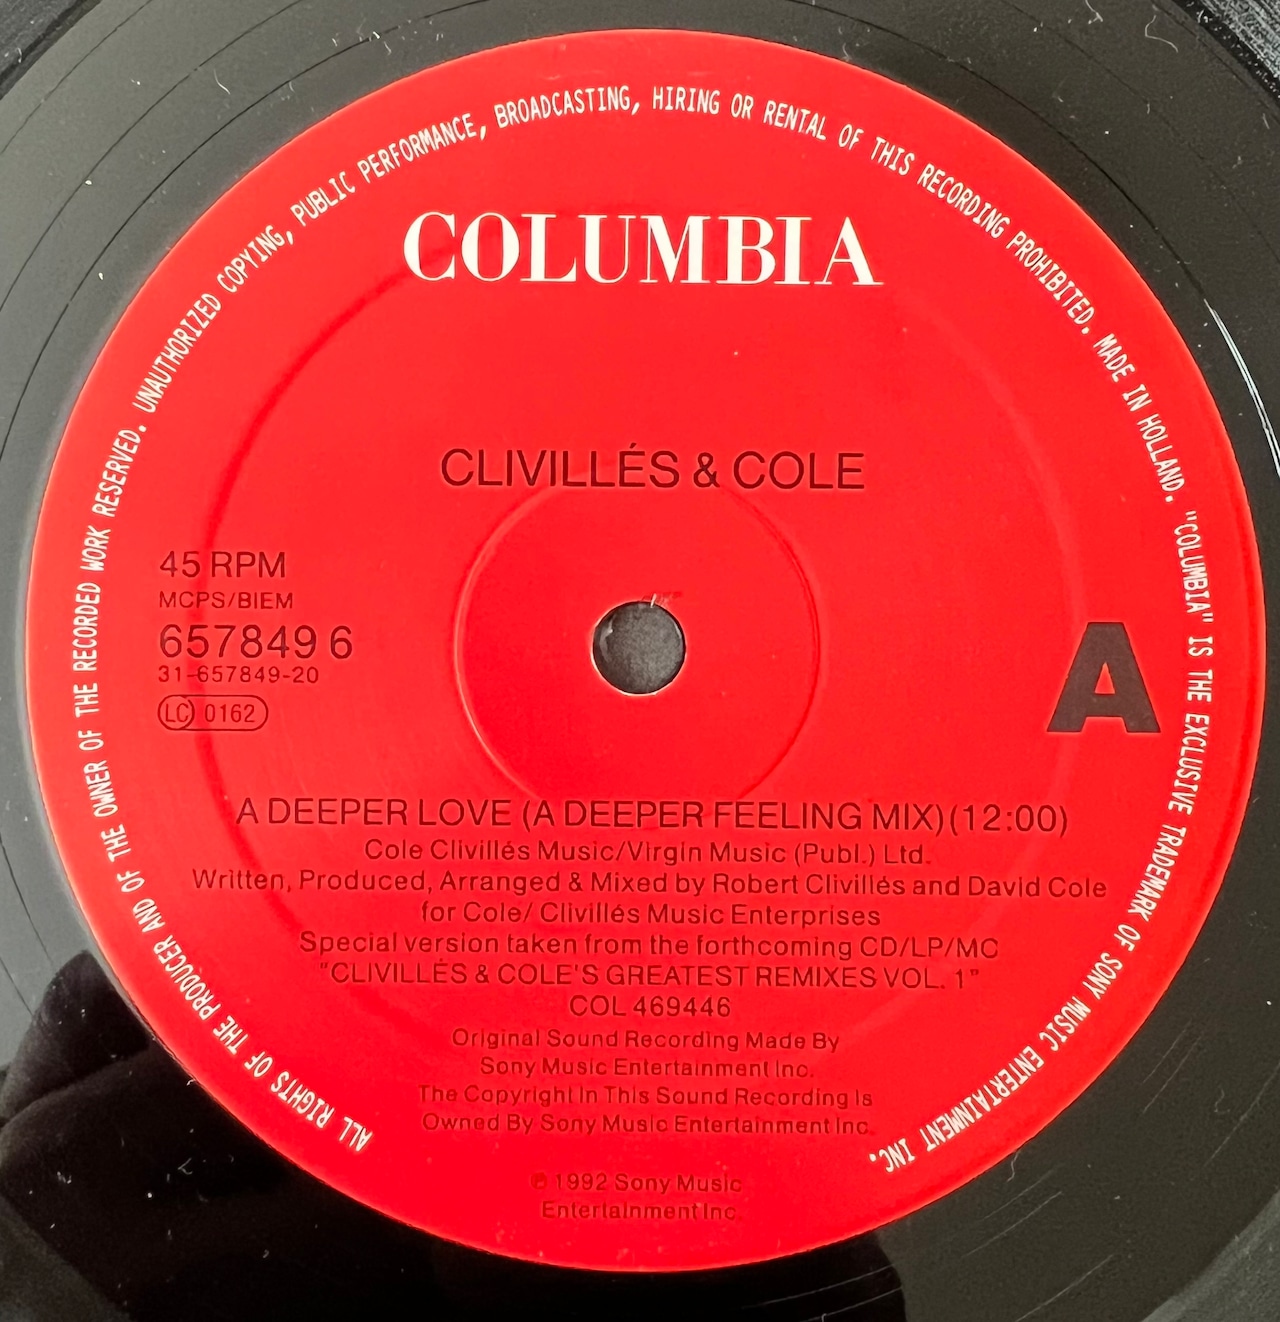 ALL RIGHTS OF THE PRODUCER AND OF THE OWNER OF THE RECORDED WORK RESERVED. UNAUTHORIZED COPYING, PUBLIC PERFORMANCE, BROADCASTING, HIRING OR RENTAL OF THIS RECORDING PROHIBITED. MADE IN HOLLAND. "COLUMBIA" IS THE EXCLUSIVE TRADEMARK OF SONY MUSIC ENTERTAINMENT INC.
COLUMBIA
CLIVILLÉS & COLE
45 RPM
MCPS/BIEM
657849 6
31-657849-20
LC 0162
A
A DEEPER LOVE (A DEEPER FEELING MIX)(12:00)
Cole Clivillés Music/Virgin Music (Publ.) Ltd.
Written, Produced, Arranged & Mixed by Robert Clivillés and David Cole
for Cole/ Clivillés Music Enterprises
Special version taken from the forthcoming CD/LP/MC
"CLIVILLÉS & COLE'S GREATEST REMIXES VOL. 1"
COL 469446
Original Sound Recording Made By
Sony Music Entertainment Inc.
The Copyright In This Sound Recording Is
Owned By Sony Music Entertainment Inc.
℗ 1992 Sony Music
Entertainment Inc.